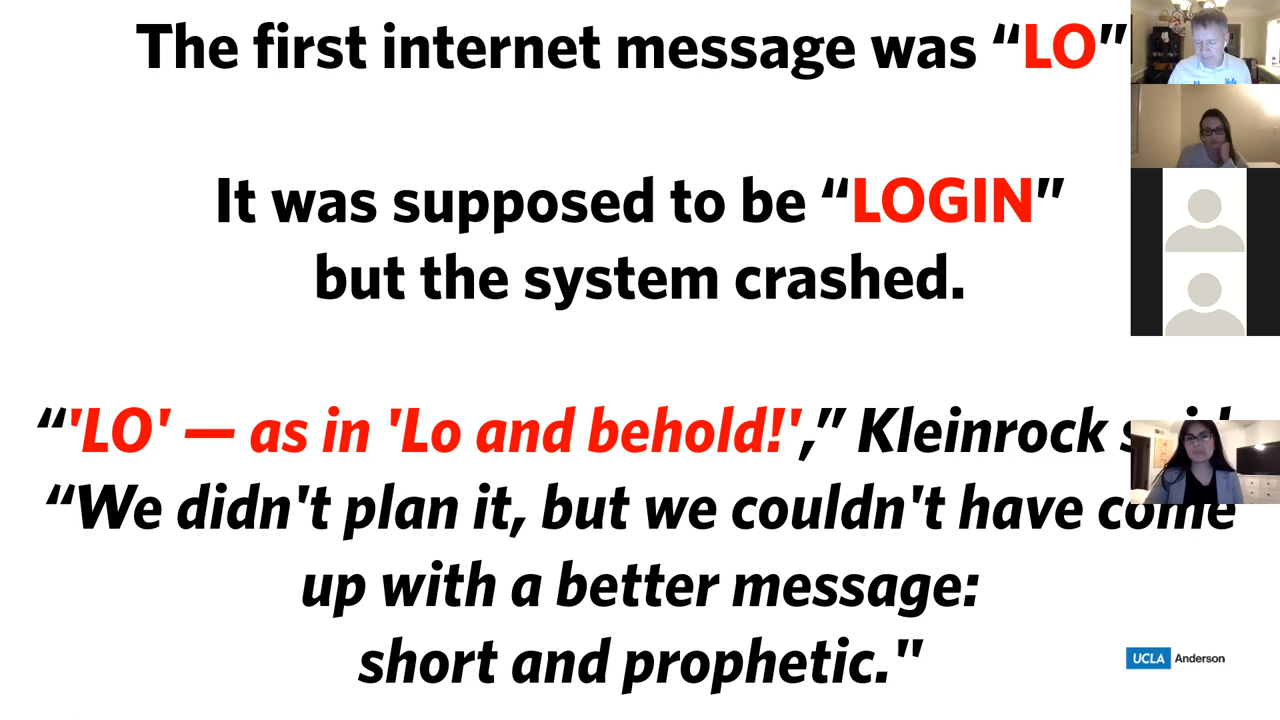 The first internet message was “LO”
It was supposed to be “LOGIN”
but the system crashed.
“'LO' — as in 'Lo and behold!',” Kleinrock
“We didn't plan it, but we couldn't have come
up with a better message:
short and prophetic."
UCLA Anderson